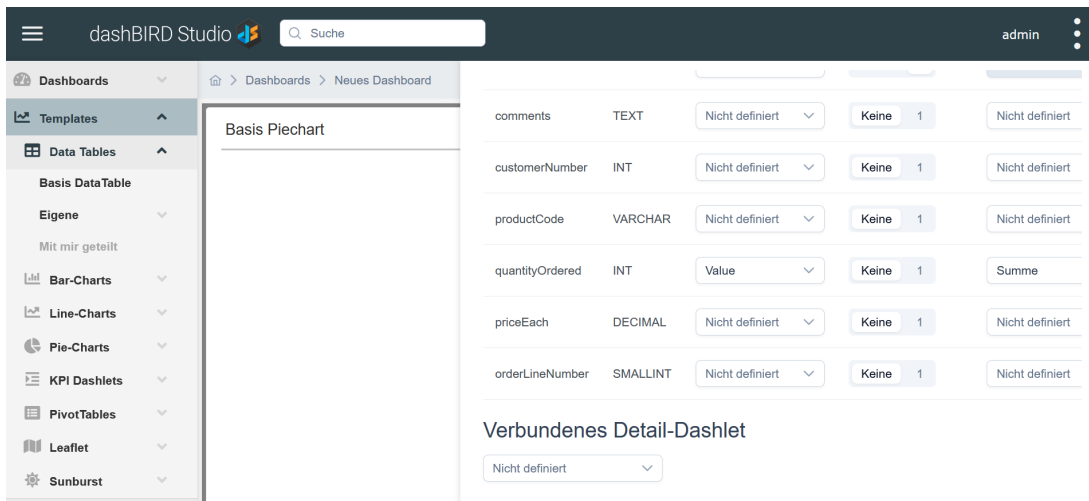 dashBIRD Studio
Suche
admin
Dashboards
Dashboards > Neues Dashboard
Templates
Data Tables
Basis DataTable
Eigene
Mit mir geteilt
Bar-Charts
Line-Charts
Pie-Charts
KPI Dashlets
PivotTables
Leaflet
Sunburst
Basis Piechart
comments TEXT Nicht definiert Keine 1 Nicht definiert
customerNumber INT Nicht definiert Keine 1 Nicht definiert
productCode VARCHAR Nicht definiert Keine 1 Nicht definiert
quantityOrdered INT Value Keine 1 Summe
priceEach DECIMAL Nicht definiert Keine 1 Nicht definiert
orderLineNumber SMALLINT Nicht definiert Keine 1 Nicht definiert
Verbundenes Detail-Dashlet
Nicht definiert